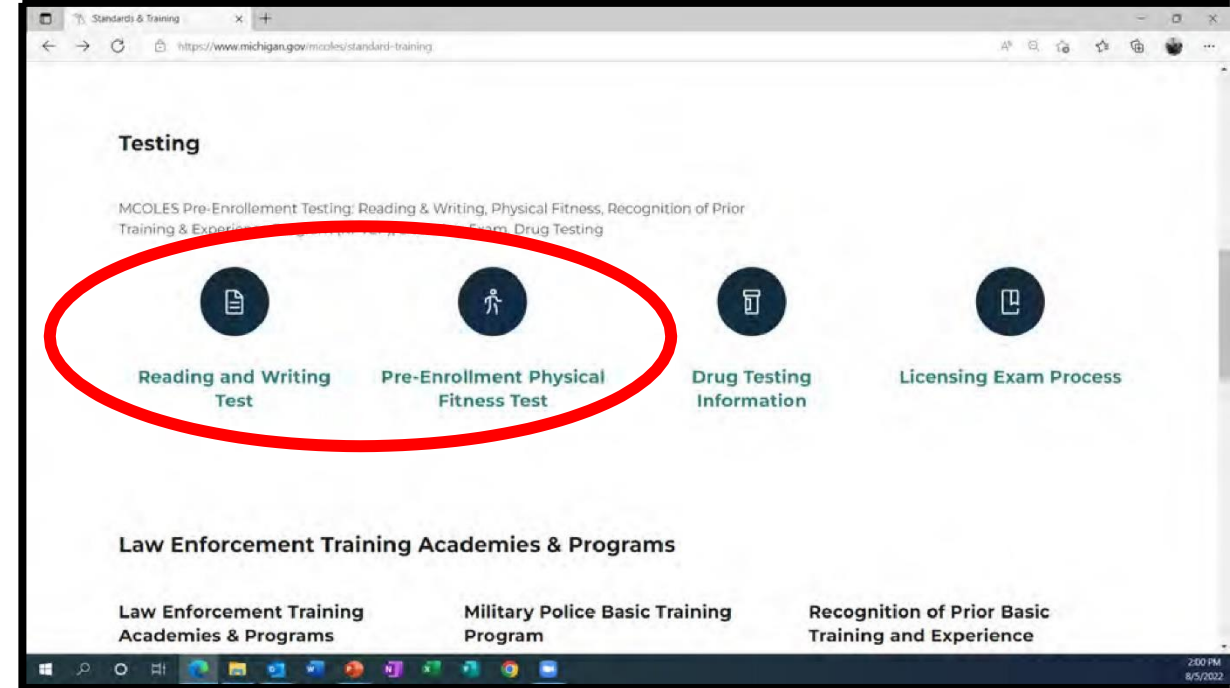 Standards & Training
https://www.michigan.gov/mcoles/standard-training
Testing
MCOLES Pre-Enrollement Testing: Reading & Writing, Physical Fitness, Recognition of Prior
Training & Exam, Drug Testing
Reading and Writing
Test
Pre-Enrollment Physical
Fitness Test
Drug Testing
Information
Licensing Exam Process
Law Enforcement Training Academies & Programs
Law Enforcement Training
Academies & Programs
Military Police Basic Training
Program
Recognition of Prior Basic
Training and Experience
2:00 PM
8/5/2022